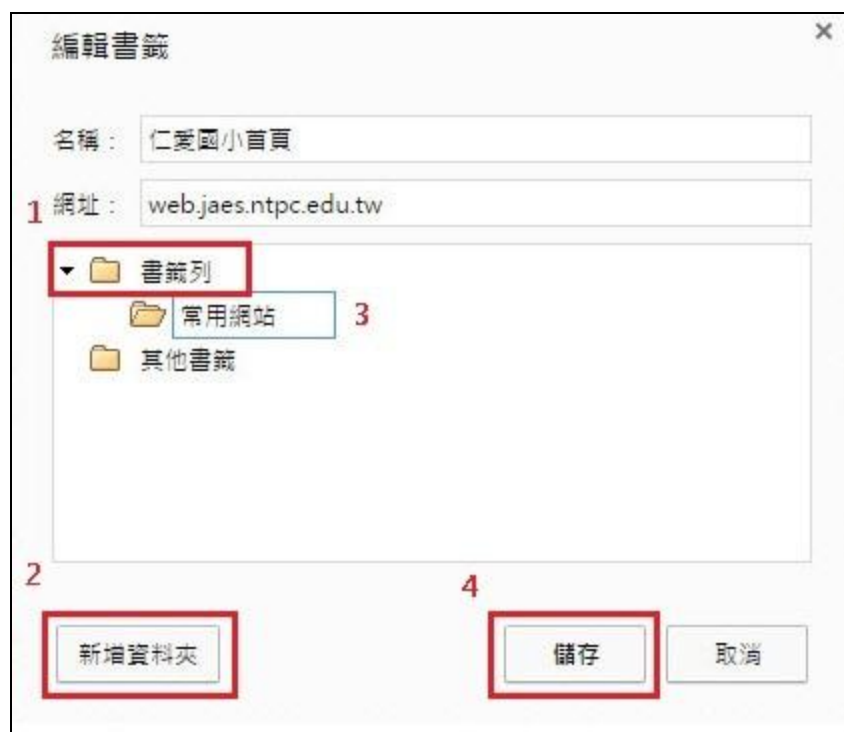 編輯書籤
名稱： 仁愛國小首頁
1 網址： web.jaes.ntpc.edu.tw
書籤列
常用網站 3
其他書籤
2 4
新增資料夾 儲存 取消